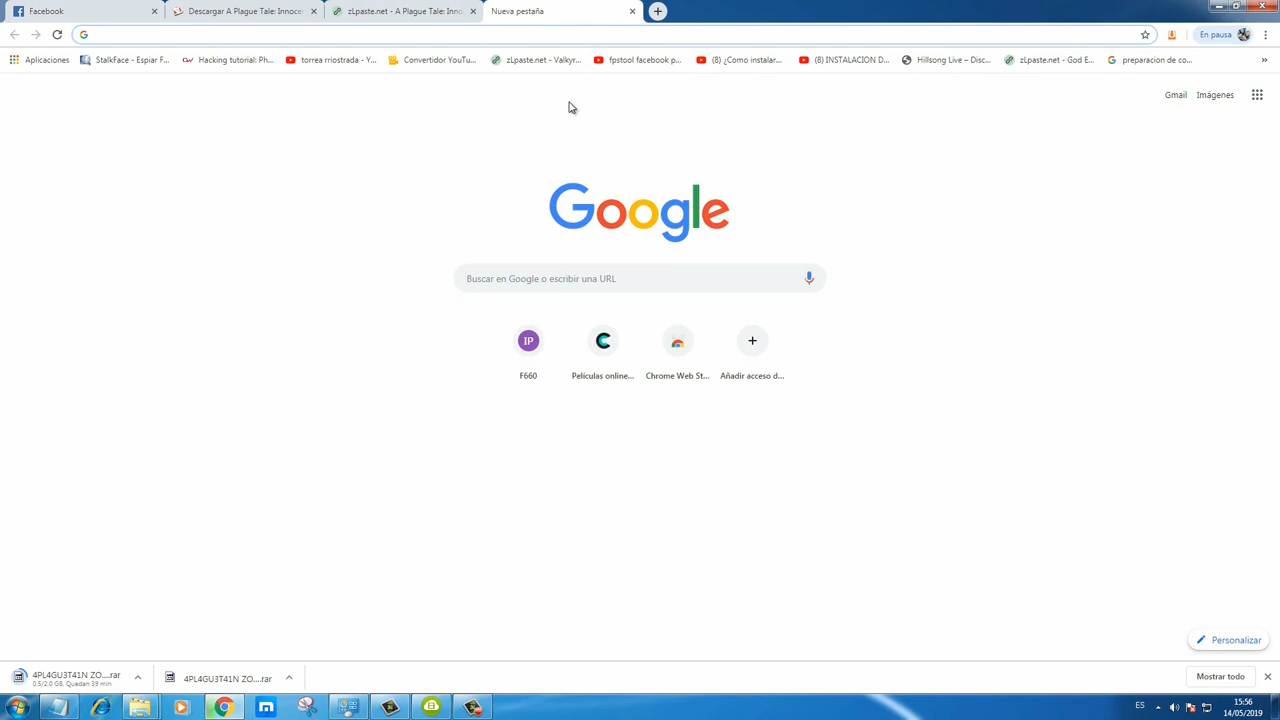 Facebook
Descargar A Plague Tale: Innoce
zLpaste.net - A Plague Tale: Inno
Nueva pestaña
En pausa
Aplicaciones
StalkFace - Espiar F...
Hacking tutorial: Ph...
torrea riostrada - Y...
Convertidor YouTu...
zLpaste.net - Valkyr...
fpstool facebook p...
(8) ¿Como instalar...
(8) INSTALACION D...
Hillsong Live – Disc...
zLpaste.net - God E...
preparacion de co...
»
Gmail
Imágenes
Google
Buscar en Google o escribir una URL
IP
F660
Películas online...
Chrome Web St...
Añadir acceso d...
Personalizar
4PL4GU3T41N ZO....rar
0,5/2,0 GB, Quedan 39 min
4PL4GU3T41N ZO....rar
Mostrar todo
ES
15:56
14/05/2019